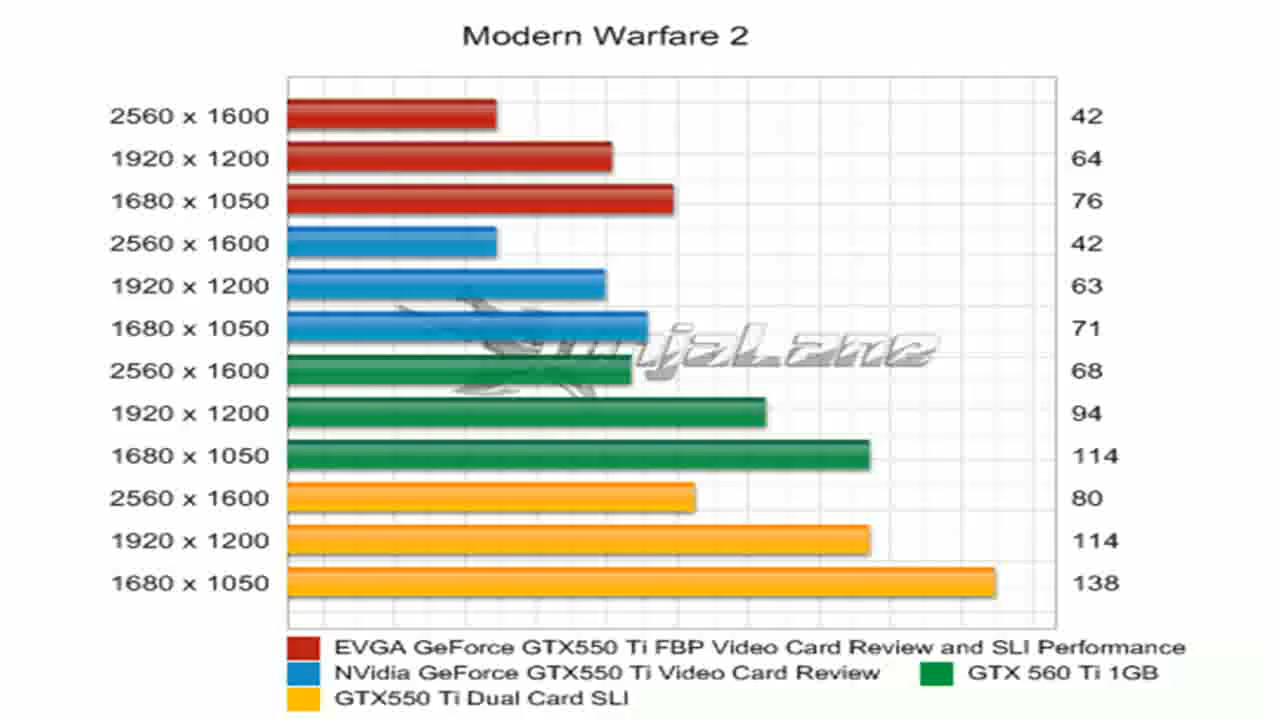 Modern Warfare 2
2560 x 1600 42
1920 x 1200 64
1680 x 1050 76
2560 x 1600 42
1920 x 1200 63
1680 x 1050 71
2560 x 1600 68
1920 x 1200 94
1680 x 1050 114
2560 x 1600 80
1920 x 1200 114
1680 x 1050 138
EVGA GeForce GTX550 Ti FBP Video Card Review and SLI Performance
NVidia GeForce GTX550 Ti Video Card Review GTX 560 Ti 1GB
GTX550 Ti Dual Card SLI